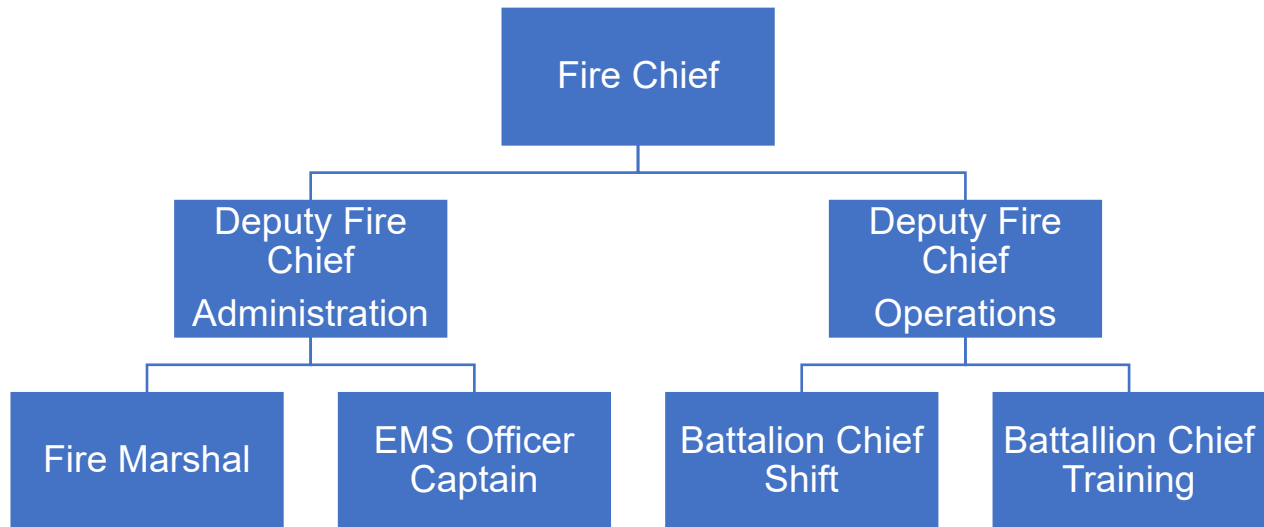 Fire Chief
Deputy Fire
Chief
Administration
Deputy Fire
Chief
Operations
Fire Marshal
EMS Officer
Captain
Battalion Chief
Shift
Battallion Chief
Training